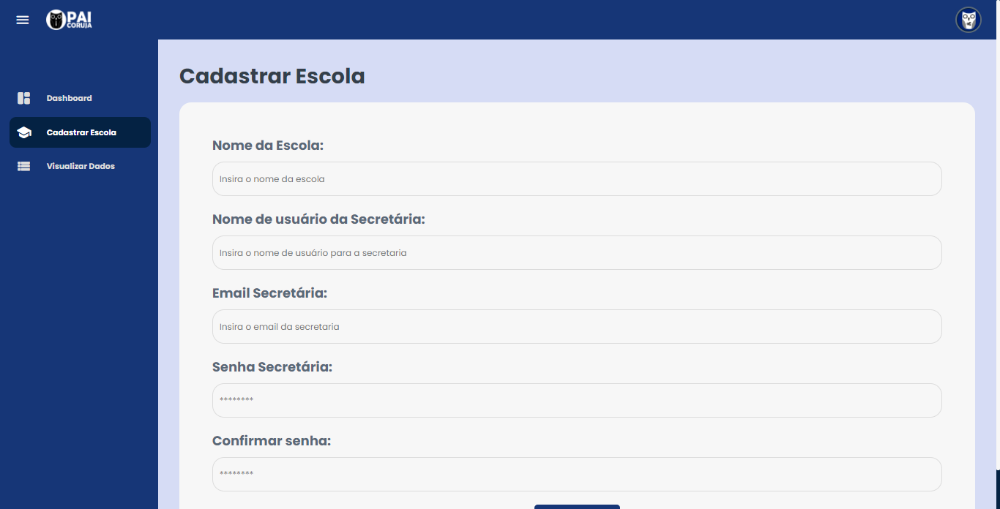 PAI
CORUJA
Cadastrar Escola
Dashboard
Cadastrar Escola
Visualizar Dados
Nome da Escola:
Insira o nome da escola
Nome de usuário da Secretária:
Insira o nome de usuário para a secretaria
Email Secretária:
Insira o email da secretaria
Senha Secretária:
********
Confirmar senha:
********